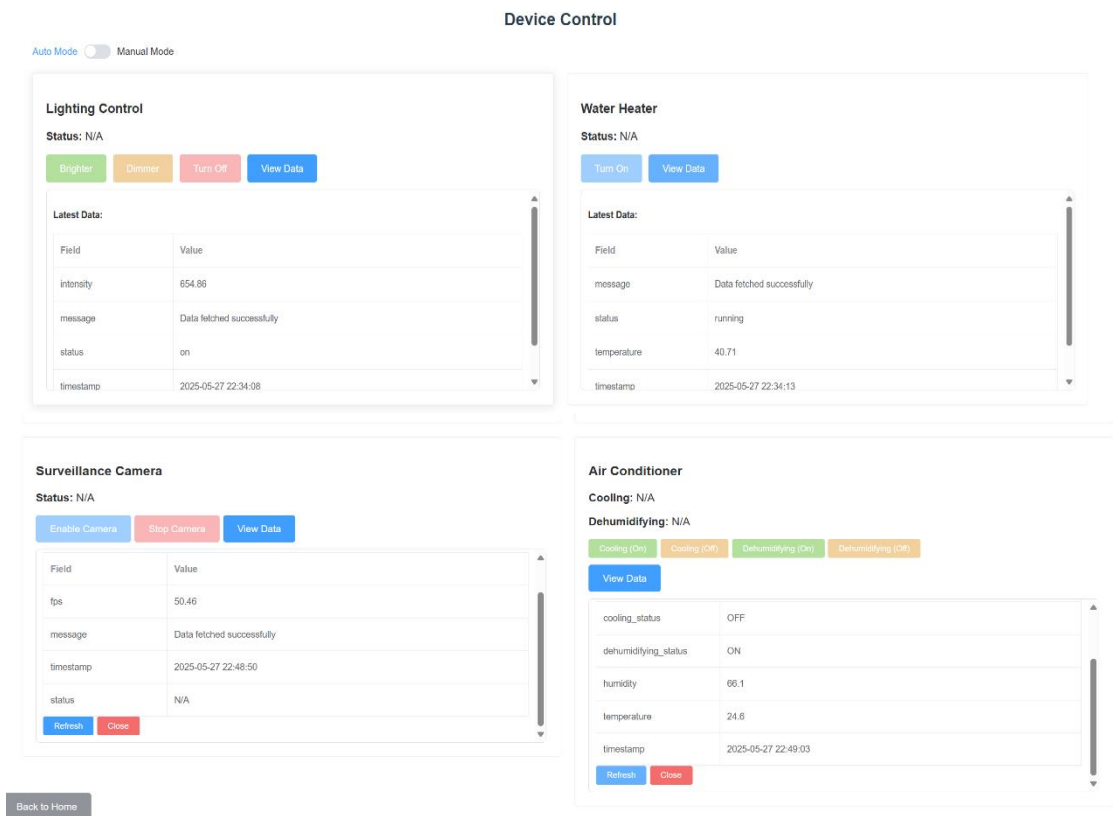 Device Control
Auto Mode Manual Mode
Lighting Control
Status: N/A
Brighter Dimmer Turn Off View Data
Latest Data:
Field Value
intensity 654.86
message Data fetched successfully
status on
timestamp 2025-05-27 22:34:08
Water Heater
Status: N/A
Turn On View Data
Latest Data:
Field Value
message Data fetched successfully
status running
temperature 40.71
timestamp 2025-05-27 22:34:13
Surveillance Camera
Status: N/A
Enable Camera Stop Camera View Data
Field Value
fps 50.46
message Data fetched successfully
timestamp 2025-05-27 22:48:50
status N/A
Refresh Close
Air Conditioner
Cooling: N/A
Dehumidifying: N/A
Cooling (On) Cooling (Off) Dehumidifying (On) Dehumidifying (Off)
View Data
cooling_status OFF
dehumidifying_status ON
humidity 66.1
temperature 24.6
timestamp 2025-05-27 22:49:03
Refresh Close
Back to Home